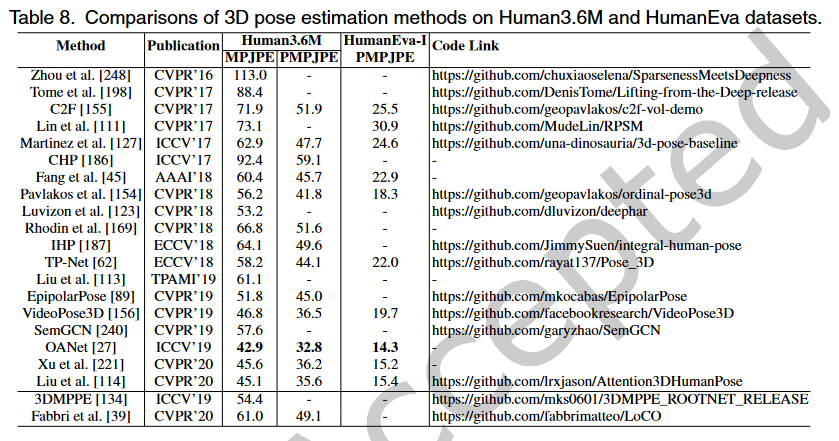 Table 8. Comparisons of 3D pose estimation methods on Human3.6M and HumanEva datasets.
Method Publication Human3.6M HumanEva-I Code Link
MPJPE PMPJPE PMPJPE
Zhou et al. [248] CVPR'16 113.0 - - https://github.com/chuxiaoselena/SparsenessMeetsDeepness
Tome et al. [198] CVPR'17 88.4 - - https://github.com/DenisTome/Lifting-from-the-Deep-release
C2F [155] CVPR'17 71.9 51.9 25.5 https://github.com/geopavlakos/c2f-vol-demo
Lin et al. [111] CVPR'17 73.1 - 30.9 https://github.com/MudeLin/RPSM
Martinez et al. [127] ICCV'17 62.9 47.7 24.6 https://github.com/una-dinosauria/3d-pose-baseline
CHP [186] ICCV'17 92.4 59.1 - -
Fang et al. [45] AAAI'18 60.4 45.7 22.9 -
Pavlakos et al. [154] CVPR'18 56.2 41.8 18.3 https://github.com/geopavlakos/ordinal-pose3d
Luvizon et al. [123] CVPR'18 53.2 - - https://github.com/dluvizon/deephar
Rhodin et al. [169] CVPR'18 66.8 51.6 - -
IHP [187] ECCV'18 64.1 49.6 - https://github.com/JimmySuen/integral-human-pose
TP-Net [62] ECCV'18 58.2 44.1 22.0 https://github.com/rayat137/Pose_3D
Liu et al. [113] TPAMI'19 61.1 - - -
EpipolarPose [89] CVPR'19 51.8 45.0 - https://github.com/mkocabas/EpipolarPose
VideoPose3D [156] CVPR'19 46.8 36.5 19.7 https://github.com/facebookresearch/VideoPose3D
SemGCN [240] CVPR'19 57.6 - - https://github.com/garyzhao/SemGCN
OANet [27] ICCV'19 42.9 32.8 14.3 -
Xu et al. [221] CVPR'20 45.6 36.2 15.2 -
Liu et al. [114] CVPR'20 45.1 35.6 15.4 https://github.com/lrxjason/Attention3DHumanPose
3DMPPE [134] ICCV'19 54.4 - - https://github.com/mks0601/3DMPPE_ROOTNET_RELEASE
Fabbri et al. [39] CVPR'20 61.0 49.1 - https://github.com/fabbrimatteo/LoCO
Accepted